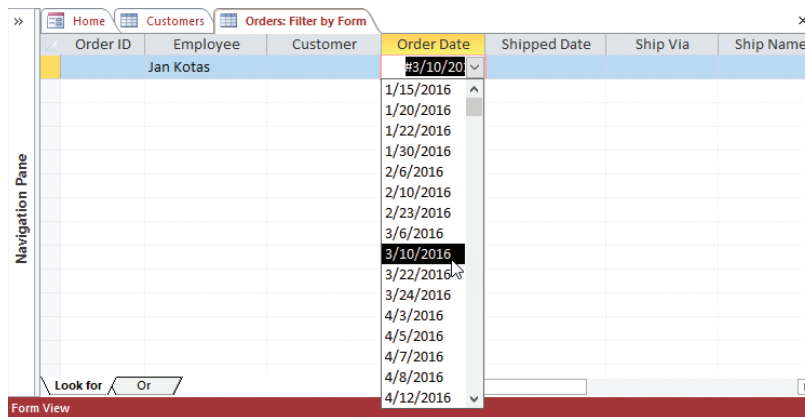 » Home Customers Orders: Filter by Form ×
Order ID Employee Customer Order Date Shipped Date Ship Via Ship Name
Jan Kotas #3/10/201
1/15/2016
1/20/2016
1/22/2016
1/30/2016
2/6/2016
2/10/2016
2/23/2016
3/6/2016
3/10/2016
3/22/2016
3/24/2016
4/3/2016
4/5/2016
4/7/2016
4/8/2016
4/12/2016
Navigation Pane
Look for Or
Form View